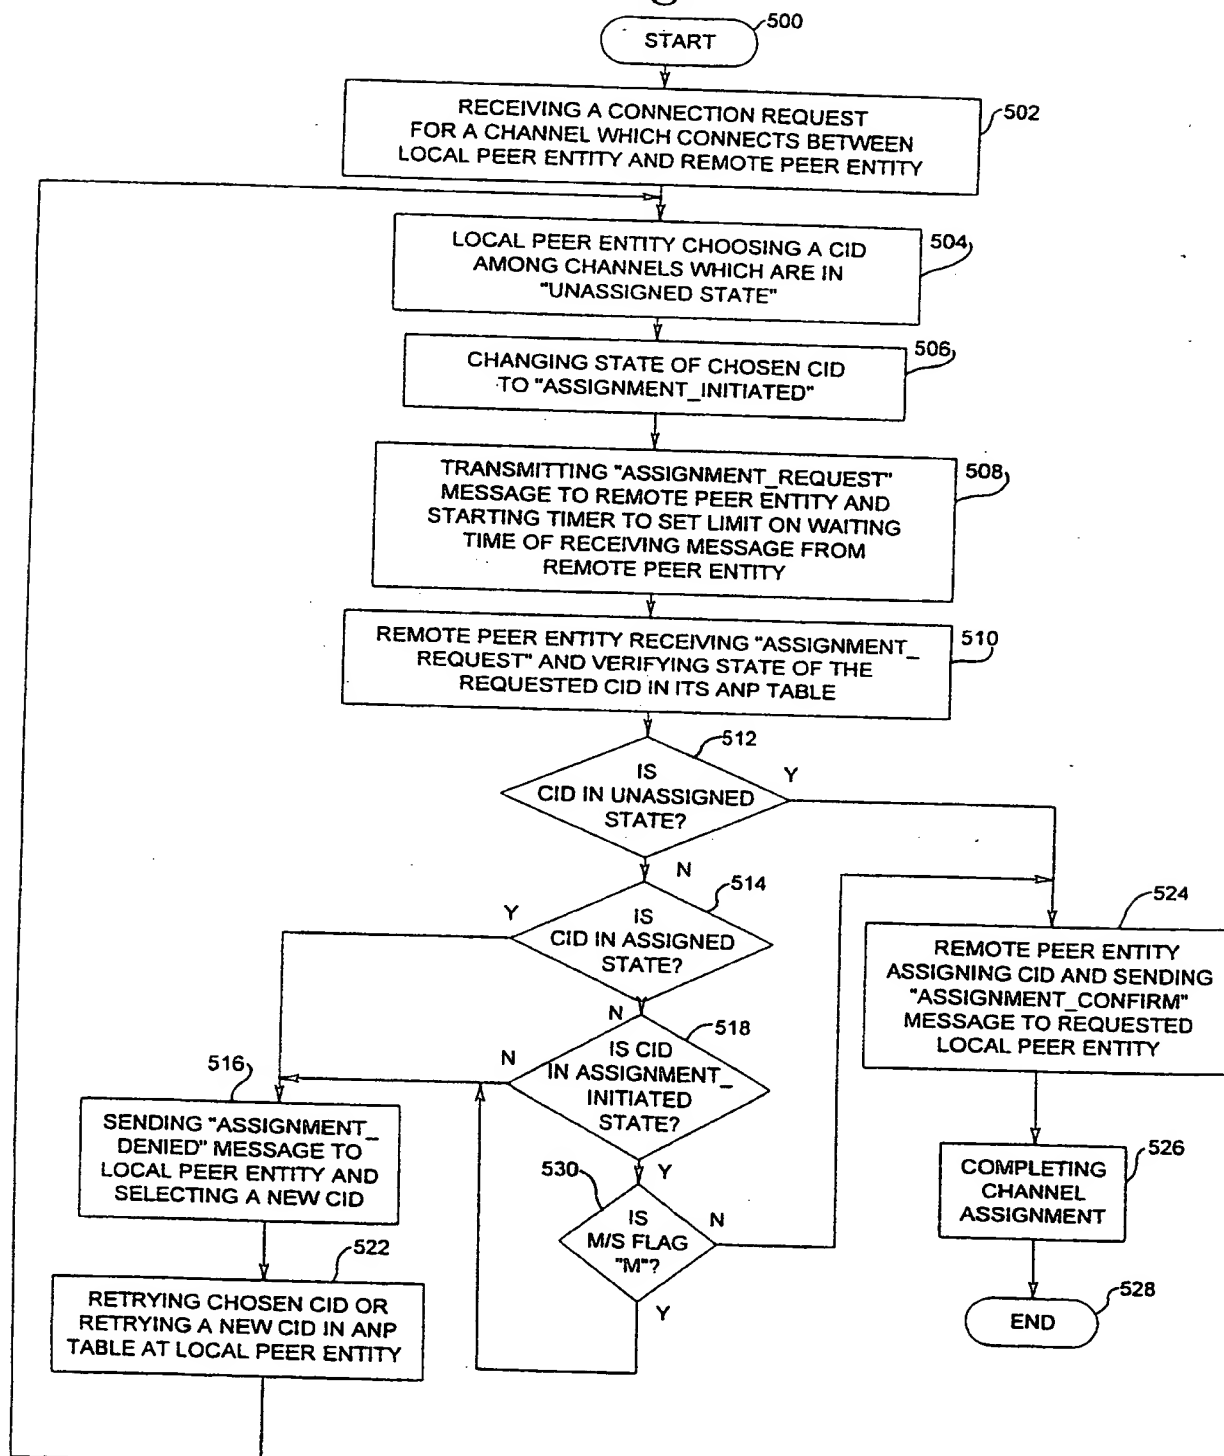 START
500
RECEIVING A CONNECTION REQUEST
FOR A CHANNEL WHICH CONNECTS BETWEEN
LOCAL PEER ENTITY AND REMOTE PEER ENTITY
502
LOCAL PEER ENTITY CHOOSING A CID
AMONG CHANNELS WHICH ARE IN
"UNASSIGNED STATE"
504
CHANGING STATE OF CHOSEN CID
TO "ASSIGNMENT_INITIATED"
506
TRANSMITTING "ASSIGNMENT_REQUEST"
MESSAGE TO REMOTE PEER ENTITY AND
STARTING TIMER TO SET LIMIT ON WAITING
TIME OF RECEIVING MESSAGE FROM
REMOTE PEER ENTITY
508
REMOTE PEER ENTITY RECEIVING "ASSIGNMENT_
REQUEST" AND VERIFYING STATE OF THE
REQUESTED CID IN ITS ANP TABLE
510
512
IS
CID IN UNASSIGNED
STATE?
Y
N
514
IS
CID IN ASSIGNED
STATE?
Y
N
518
IS CID
IN ASSIGNMENT_
INITIATED
STATE?
N
Y
530
IS
M/S FLAG
"M"?
N
Y
516
SENDING "ASSIGNMENT_
DENIED" MESSAGE TO
LOCAL PEER ENTITY AND
SELECTING A NEW CID
522
RETRYING CHOSEN CID OR
RETRYING A NEW CID IN ANP
TABLE AT LOCAL PEER ENTITY
524
REMOTE PEER ENTITY
ASSIGNING CID AND SENDING
"ASSIGNMENT_CONFIRM"
MESSAGE TO REQUESTED
LOCAL PEER ENTITY
526
COMPLETING
CHANNEL
ASSIGNMENT
528
END